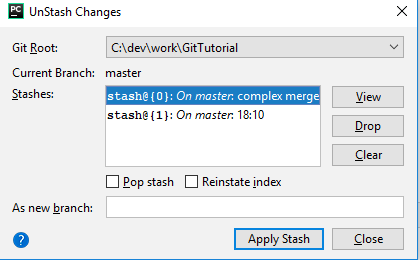 PC UnStash Changes
Git Root: C:\dev\work\GitTutorial
Current Branch: master
Stashes: stash@{0}: On master: complex merge
stash@{1}: On master: 18:10
View
Drop
Clear
Pop stash Reinstate index
As new branch:
? Apply Stash Close